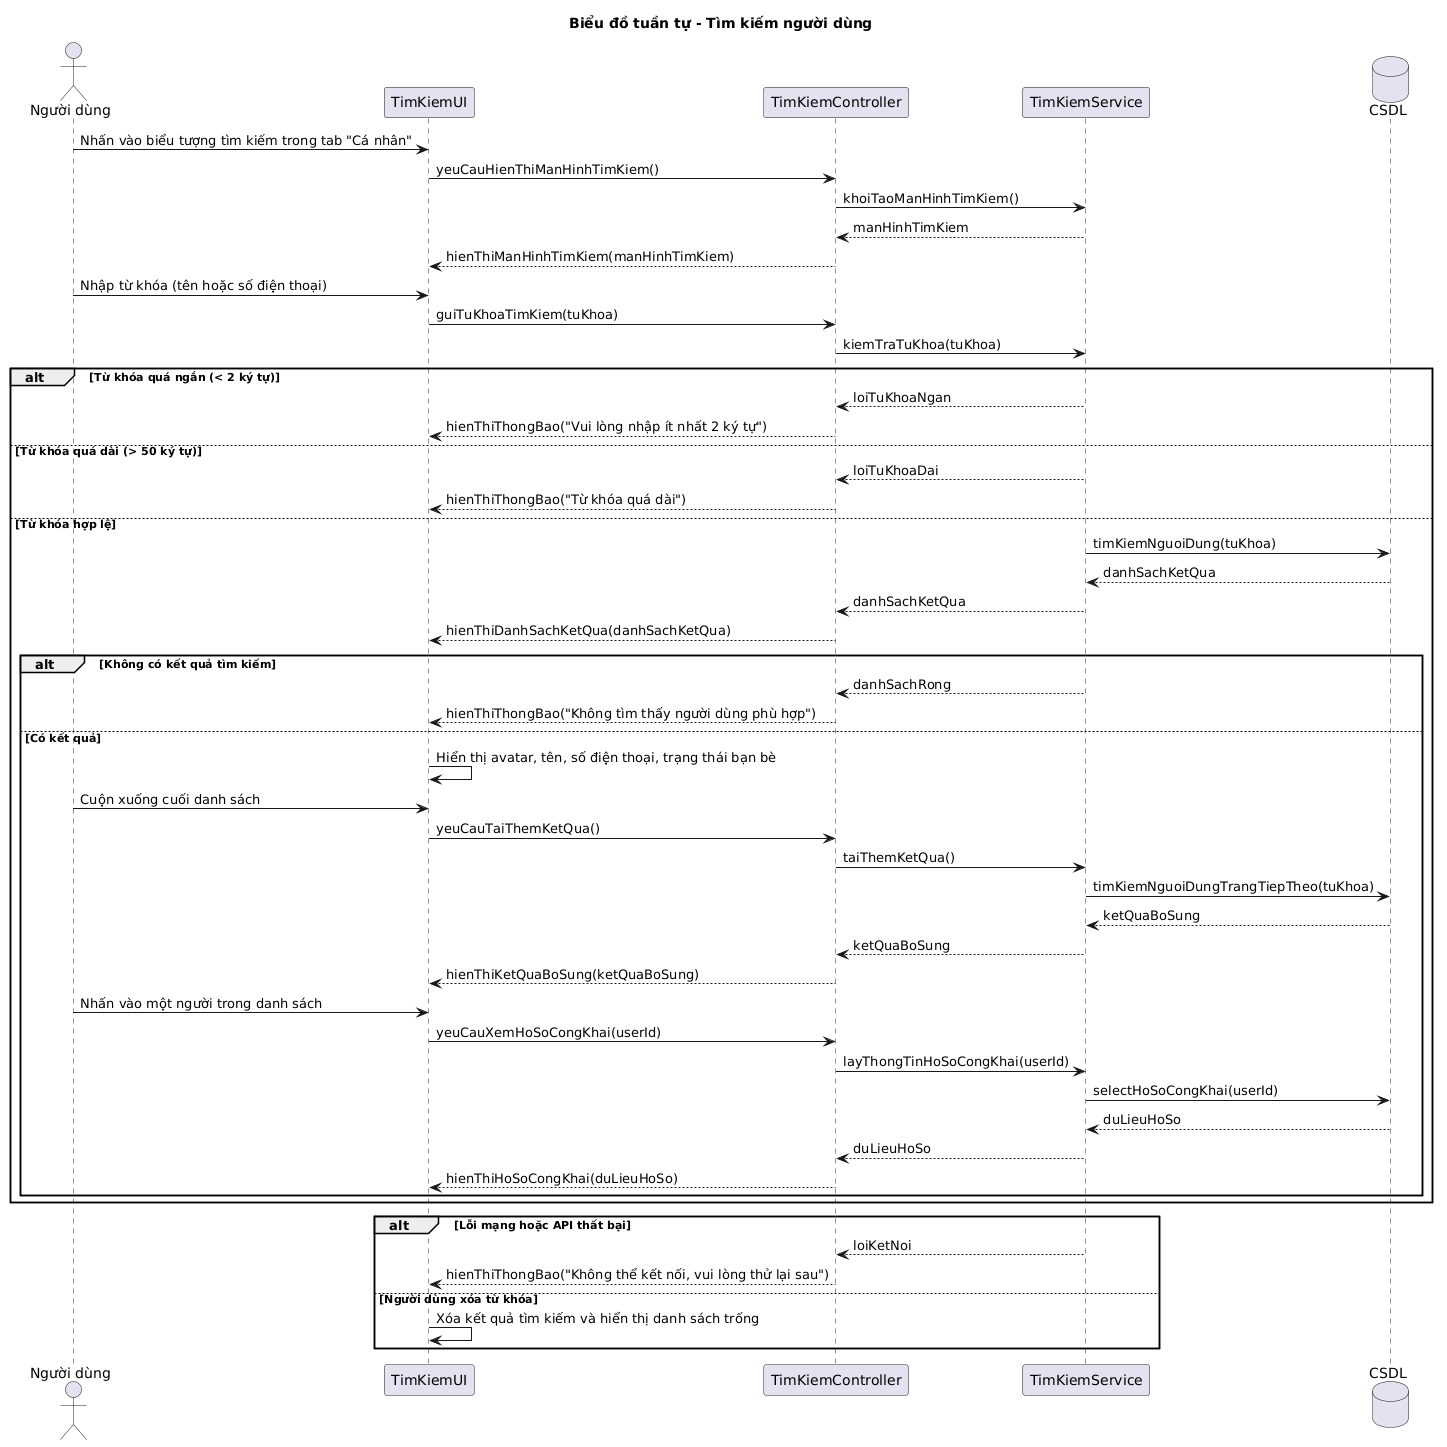 Biểu đồ tuần tự - Tìm kiếm người dùng
Người dùng
TimKiemUI
TimKiemController
TimKiemService
CSDL
Nhấn vào biểu tượng tìm kiếm trong tab "Cá nhân"
yeuCauHienThiManHinhTimKiem()
khoiTaoManHinhTimKiem()
manHinhTimKiem
hienThiManHinhTimKiem(manHinhTimKiem)
Nhập từ khóa (tên hoặc số điện thoại)
guiTuKhoaTimKiem(tuKhoa)
kiemTraTuKhoa(tuKhoa)
alt [Từ khóa quá ngắn (< 2 ký tự)]
loiTuKhoaNgan
hienThiThongBao("Vui lòng nhập ít nhất 2 ký tự")
[Từ khóa quá dài (> 50 ký tự)]
loiTuKhoaDai
hienThiThongBao("Từ khóa quá dài")
[Từ khóa hợp lệ]
timKiemNguoiDung(tuKhoa)
danhSachKetQua
danhSachKetQua
hienThiDanhSachKetQua(danhSachKetQua)
alt [Không có kết quả tìm kiếm]
danhSachRong
hienThiThongBao("Không tìm thấy người dùng phù hợp")
[Có kết quả]
Hiển thị avatar, tên, số điện thoại, trạng thái bạn bè
Cuộn xuống cuối danh sách
yeuCauTaiThemKetQua()
taiThemKetQua()
timKiemNguoiDungTrangTiepTheo(tuKhoa)
ketQuaBoSung
ketQuaBoSung
hienThiKetQuaBoSung(ketQuaBoSung)
Nhấn vào một người trong danh sách
yeuCauXemHoSoCongKhai(userId)
layThongTinHoSoCongKhai(userId)
selectHoSoCongKhai(userId)
duLieuHoSo
duLieuHoSo
hienThiHoSoCongKhai(duLieuHoSo)
alt [Lỗi mạng hoặc API thất bại]
loiKetNoi
hienThiThongBao("Không thể kết nối, vui lòng thử lại sau")
[Người dùng xóa từ khóa]
Xóa kết quả tìm kiếm và hiển thị danh sách trống
Người dùng
TimKiemUI
TimKiemController
TimKiemService
CSDL